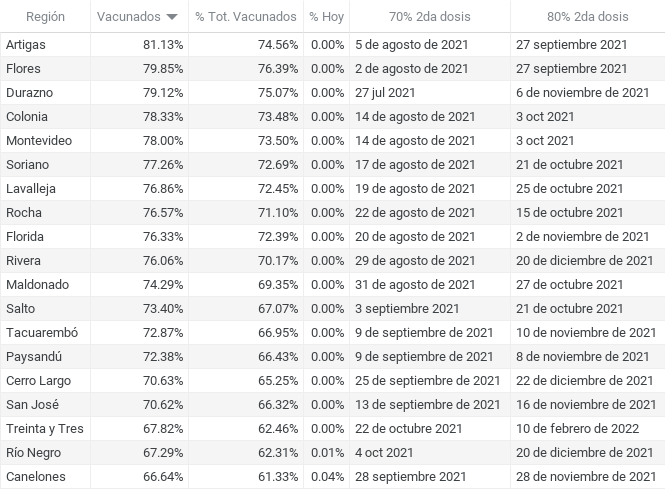 Región Vacunados % Tot. Vacunados % Hoy 70% 2da dosis 80% 2da dosis
Artigas 81.13% 74.56% 0.00% 5 de agosto de 2021 27 septiembre 2021
Flores 79.85% 76.39% 0.00% 2 de agosto de 2021 27 septiembre 2021
Durazno 79.12% 75.07% 0.00% 27 jul 2021 6 de noviembre de 2021
Colonia 78.33% 73.48% 0.00% 14 de agosto de 2021 3 oct 2021
Montevideo 78.00% 73.50% 0.00% 14 de agosto de 2021 3 oct 2021
Soriano 77.26% 72.69% 0.00% 17 de agosto de 2021 21 de octubre 2021
Lavalleja 76.86% 72.45% 0.00% 19 de agosto de 2021 25 de octubre 2021
Rocha 76.57% 71.10% 0.00% 22 de agosto de 2021 15 de octubre 2021
Florida 76.33% 72.39% 0.00% 20 de agosto de 2021 2 de noviembre de 2021
Rivera 76.06% 70.17% 0.00% 29 de agosto de 2021 20 de diciembre de 2021
Maldonado 74.29% 69.35% 0.00% 31 de agosto de 2021 27 de octubre 2021
Salto 73.40% 67.07% 0.00% 3 septiembre 2021 21 de octubre 2021
Tacuarembó 72.87% 66.95% 0.00% 9 de septiembre de 2021 10 de noviembre de 2021
Paysandú 72.38% 66.43% 0.00% 9 de septiembre de 2021 8 de noviembre de 2021
Cerro Largo 70.63% 65.25% 0.00% 25 de septiembre de 2021 22 de diciembre de 2021
San José 70.62% 66.32% 0.00% 13 de septiembre de 2021 16 de noviembre de 2021
Treinta y Tres 67.82% 62.46% 0.00% 22 de octubre de 2021 10 de febrero de 2022
Río Negro 67.29% 62.31% 0.01% 4 oct 2021 20 de diciembre de 2021
Canelones 66.64% 61.33% 0.04% 28 septiembre 2021 28 de noviembre de 2021